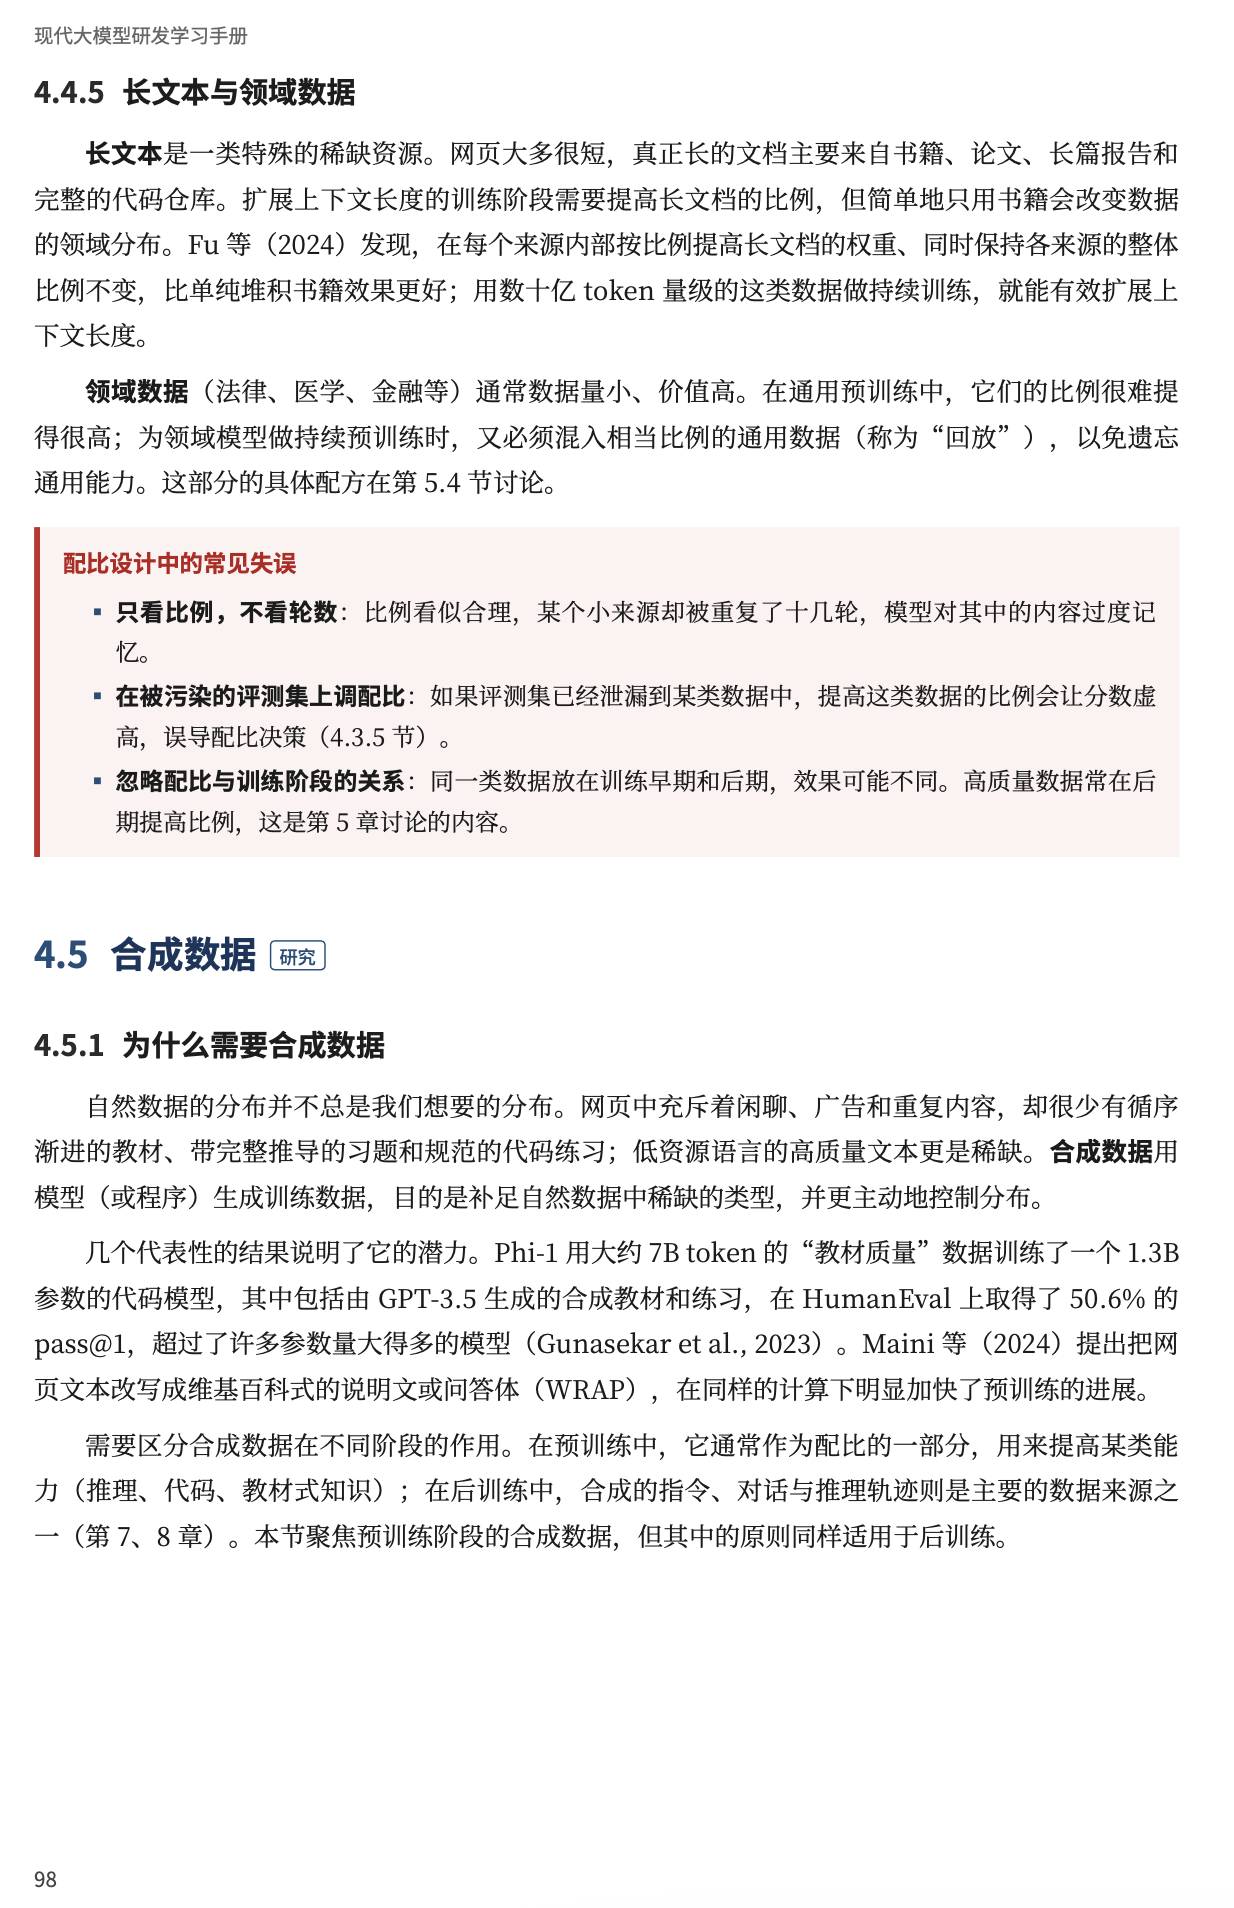 现代大模型研发学习手册
4.4.5 长文本与领域数据
长文本是一类特殊的稀缺资源。网页大多很短，真正长的文档主要来自书籍、论文、长篇报告和
完整的代码仓库。扩展上下文长度的训练阶段需要提高长文档的比例，但简单地只用书籍会改变数据
的领域分布。Fu 等（2024）发现，在每个来源内部按比例提高长文档的权重、同时保持各来源的整体
比例不变，比单纯堆积书籍效果更好；用数十亿 token 量级的这类数据做持续训练，就能有效扩展上
下文长度。
领域数据（法律、医学、金融等）通常数据量小、价值高。在通用预训练中，它们的比例很难提
得很高；为领域模型做持续预训练时，又必须混入相当比例的通用数据（称为“回放”），以免遗忘
通用能力。这部分的具体配方在第 5.4 节讨论。
配比设计中的常见失误
▪ 只看比例，不看轮数：比例看似合理，某个小来源却被重复了十几轮，模型对其中的内容过度记
忆。
▪ 在被污染的评测集上调配比：如果评测集已经泄漏到某类数据中，提高这类数据的比例会让分数虚
高，误导配比决策（4.3.5 节）。
▪ 忽略配比与训练阶段的关系：同一类数据放在训练早期和后期，效果可能不同。高质量数据常在后
期提高比例，这是第 5 章讨论的内容。
4.5 合成数据 研究
4.5.1 为什么需要合成数据
自然数据的分布并不总是我们想要的分布。网页中充斥着闲聊、广告和重复内容，却很少有循序
渐进的教材、带完整推导的习题和规范的代码练习；低资源语言的高质量文本更是稀缺。合成数据用
模型（或程序）生成训练数据，目的是补足自然数据中稀缺的类型，并更主动地控制分布。
几个代表性的结果说明了它的潜力。Phi-1 用大约 7B token 的“教材质量”数据训练了一个 1.3B
参数的代码模型，其中包括由 GPT-3.5 生成的合成教材和练习，在 HumanEval 上取得了 50.6% 的
pass@1，超过了许多参数量大得多的模型（Gunasekar et al., 2023）。Maini 等（2024）提出把网
页文本改写成维基百科式的说明文或问答体（WRAP），在同样的计算下明显加快了预训练的进展。
需要区分合成数据在不同阶段的作用。在预训练中，它通常作为配比的一部分，用来提高某类能
力（推理、代码、教材式知识）；在后训练中，合成的指令、对话与推理轨迹则是主要的数据来源之
一（第 7、8 章）。本节聚焦预训练阶段的合成数据，但其中的原则同样适用于后训练。
98